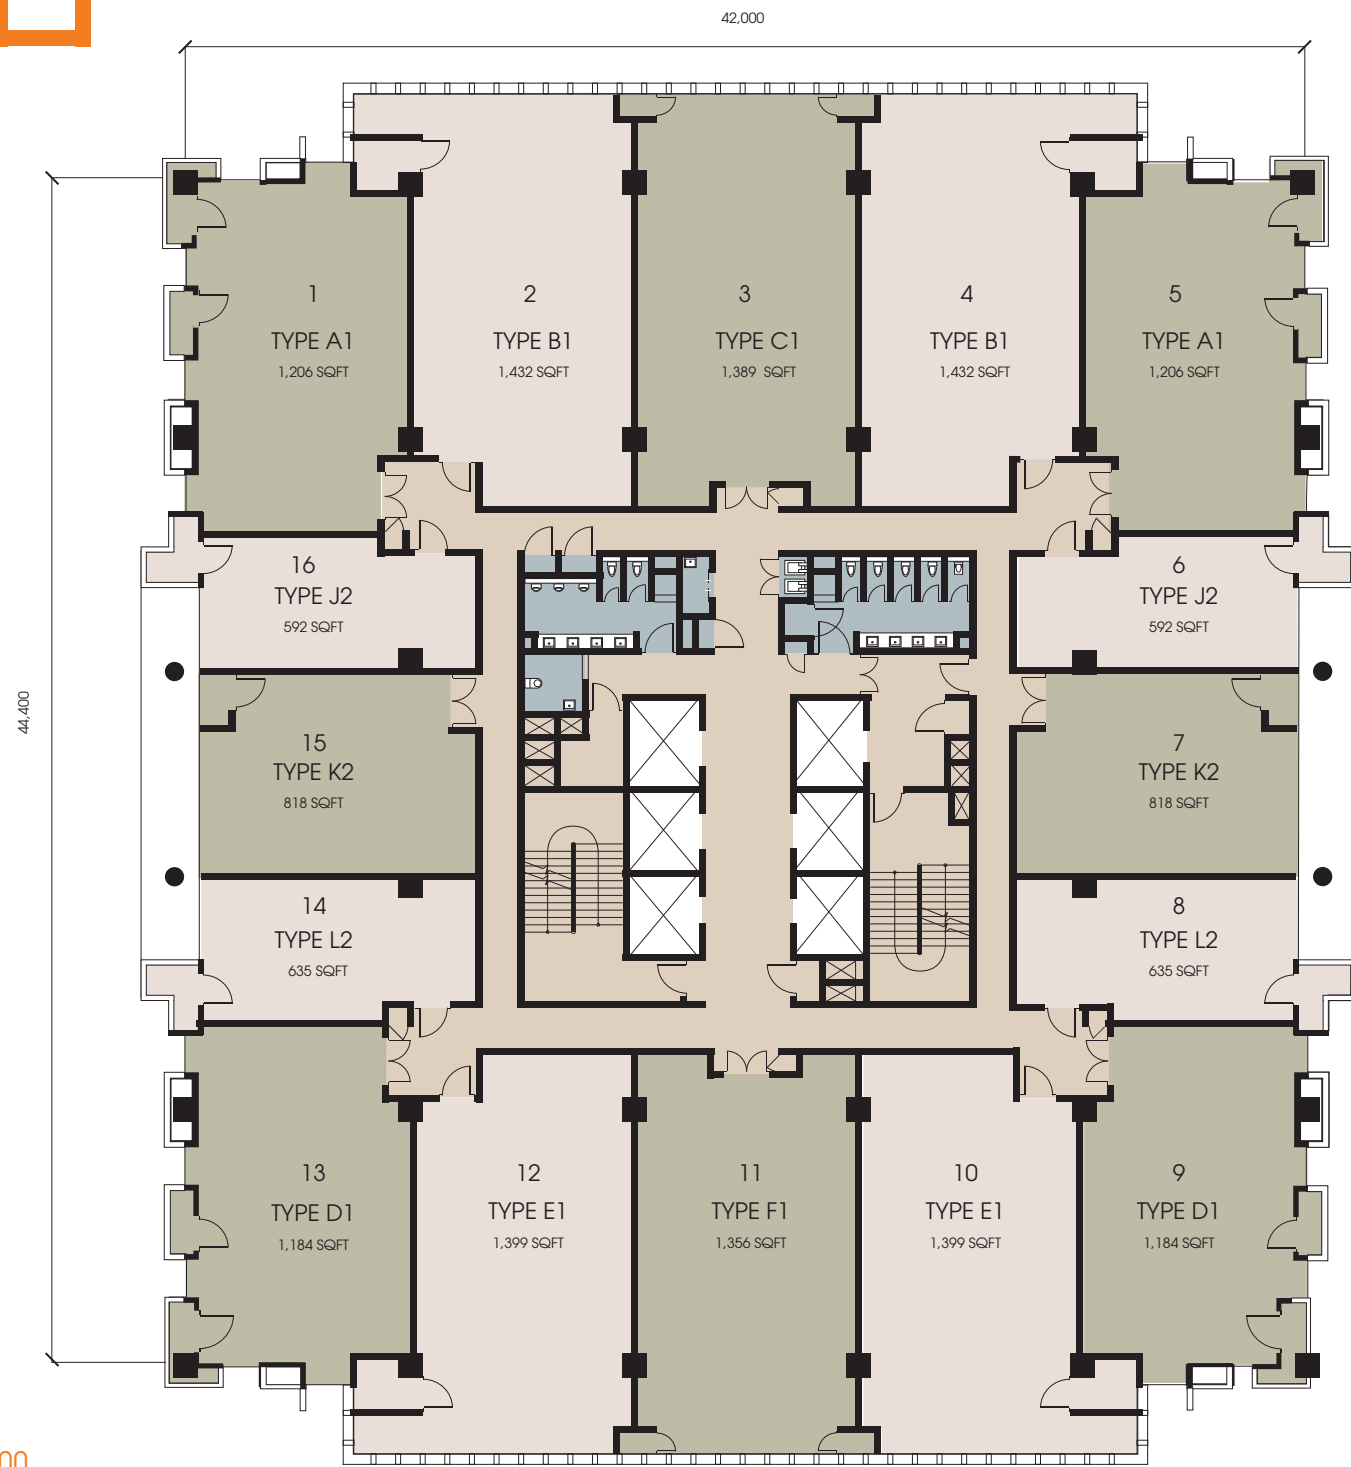 42,000
44,400
1
TYPE A1
1,206 SQFT
2
TYPE B1
1,432 SQFT
3
TYPE C1
1,389 SQFT
4
TYPE B1
1,432 SQFT
5
TYPE A1
1,206 SQFT
16
TYPE J2
592 SQFT
6
TYPE J2
592 SQFT
15
TYPE K2
818 SQFT
7
TYPE K2
818 SQFT
14
TYPE L2
635 SQFT
8
TYPE L2
635 SQFT
13
TYPE D1
1,184 SQFT
12
TYPE E1
1,399 SQFT
11
TYPE F1
1,356 SQFT
10
TYPE E1
1,399 SQFT
9
TYPE D1
1,184 SQFT